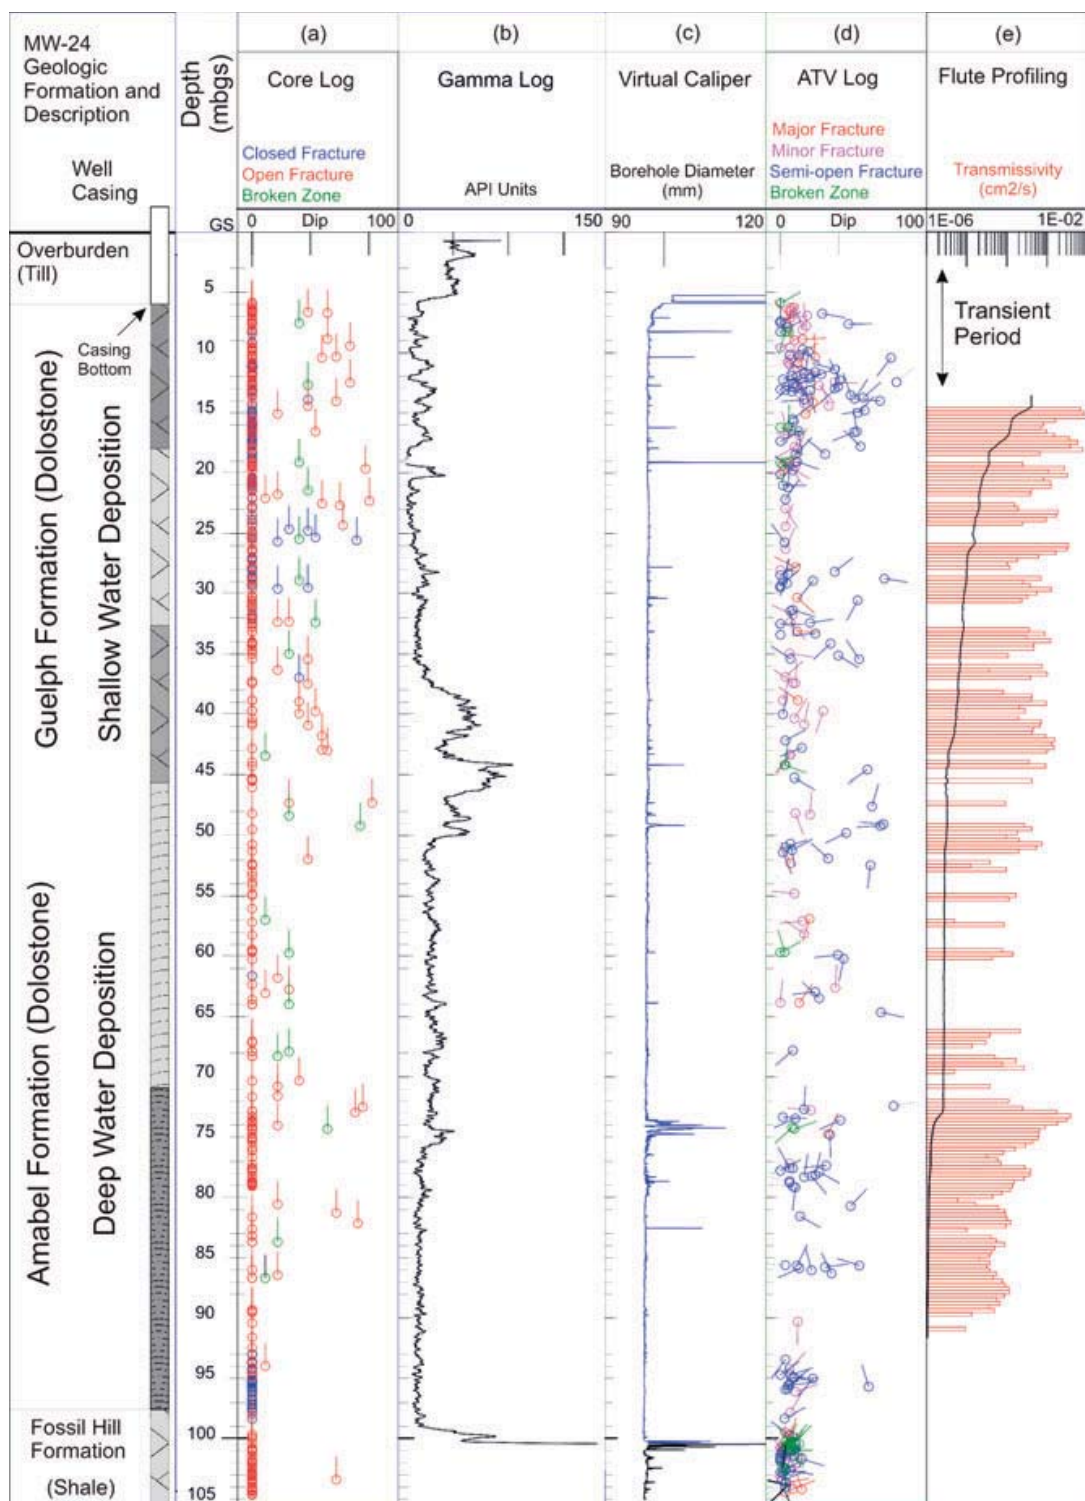 MW-24
Geologic
Formation and
Description
Well
Casing
Depth
(mbgs)
GS
(a)
Core Log
Closed Fracture
Open Fracture
Broken Zone
0 Dip 100
(b)
Gamma Log
API Units
0 150
(c)
Virtual Caliper
Borehole Diameter
(mm)
90 120
(d)
ATV Log
Major Fracture
Minor Fracture
Semi-open Fracture
Broken Zone
0 Dip 100
(e)
Flute Profiling
Transmissivity
(cm2/s)
1E-06 1E-02
Overburden
(Till)
Casing
Bottom
Transient
Period
Guelph Formation (Dolostone)
Shallow Water Deposition
Amabel Formation (Dolostone)
Deep Water Deposition
Fossil Hill
Formation
(Shale)
5
10
15
20
25
30
35
40
45
50
55
60
65
70
75
80
85
90
95
100
105